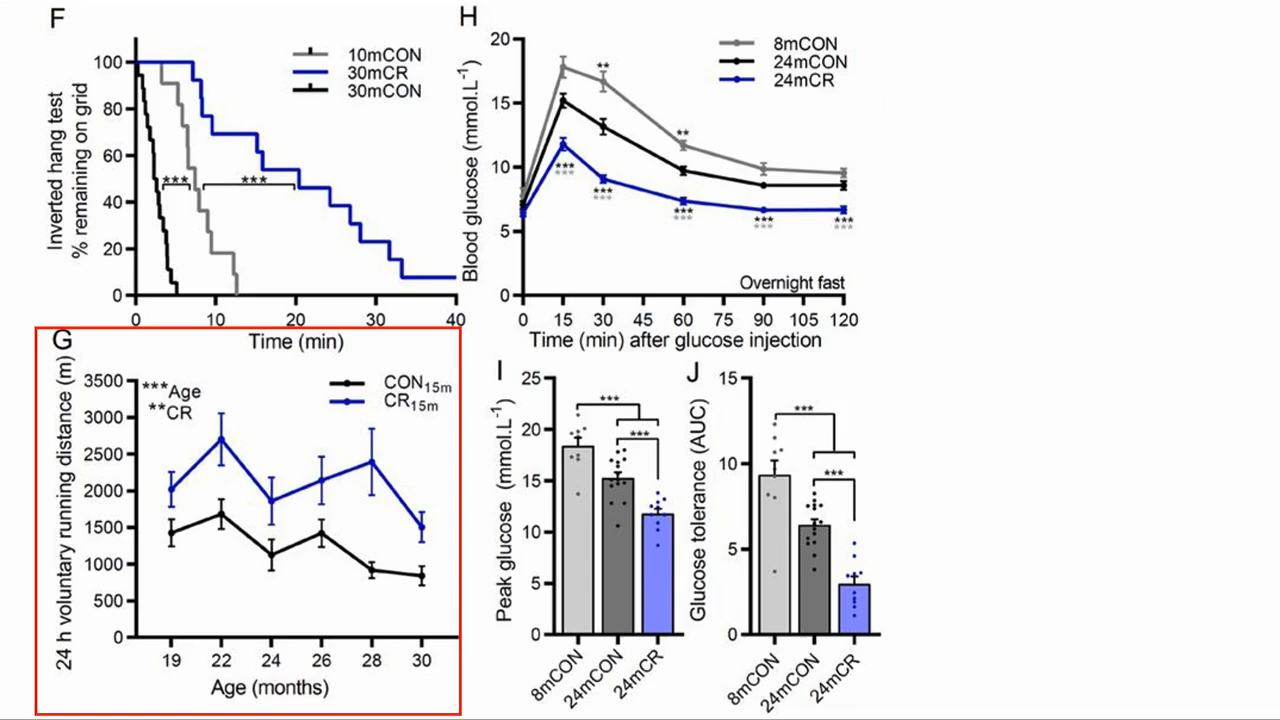 F
100
80
60
40
20
0
Inverted hang test
% remaining on grid
10mCON
30mCR
30mCON
***
***
0 10 20 30 40
Time (min)
H
20
15
10
5
0
Blood glucose (mmol.L-1)
8mCON
24mCON
24mCR
**
**
***
***
***
***
***
***
***
***
***
***
Overnight fast
0 15 30 45 60 75 90 105 120
Time (min) after glucose injection
G
3500
3000
2500
2000
1500
1000
500
0
24 h voluntary running distance (m)
***Age
**CR
CON15m
CR15m
19 22 24 26 28 30
Age (months)
I
25
20
15
10
5
0
Peak glucose (mmol.L-1)
***
***
8mCON 24mCON 24mCR
J
15
10
5
0
Glucose tolerance (AUC)
***
***
8mCON 24mCON 24mCR